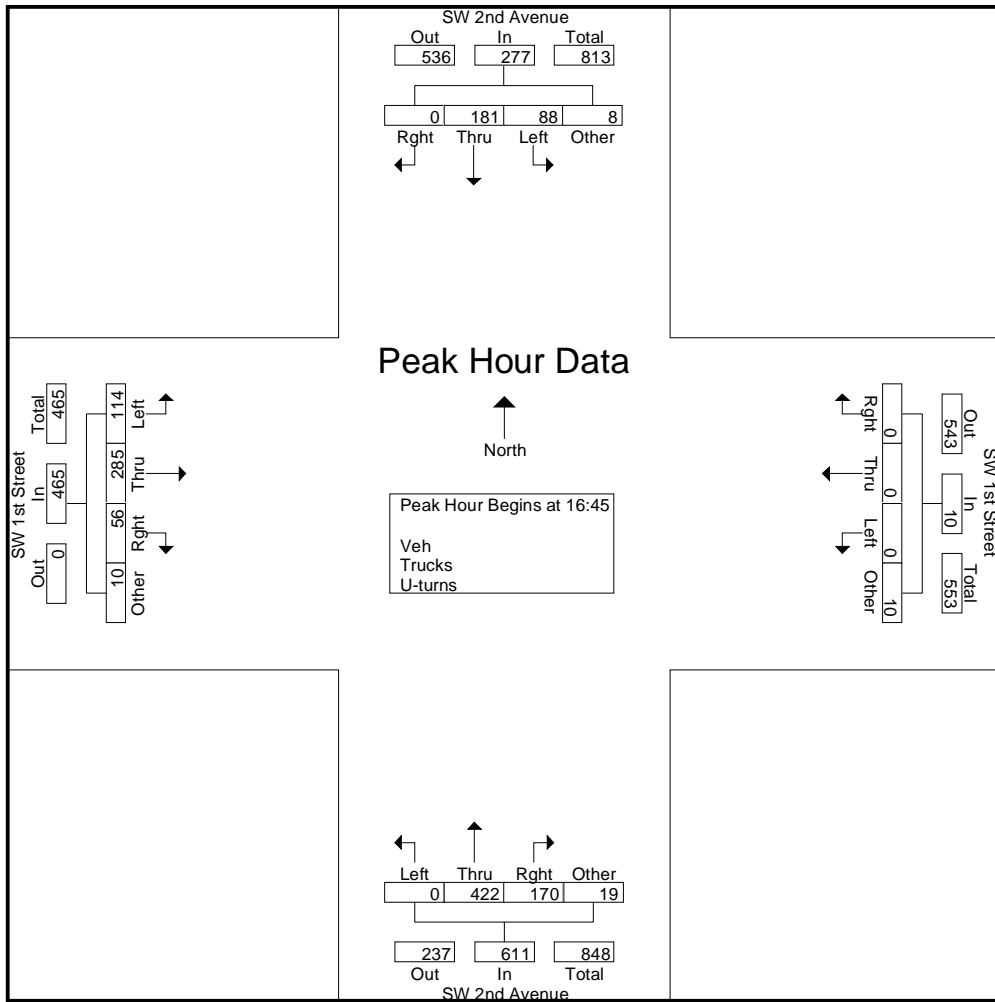 SW 2nd Avenue
Out In Total
536 277 813
0 181 88 8
Rght Thru Left Other
Peak Hour Data
North
Peak Hour Begins at 16:45
Veh
Trucks
U-turns
SW 1st Street
Total In Out
465 465 0
114 285 56 10
Left Thru Rght Other
SW 1st Street
Out In Total
543 10 553
0 0 0 10
Rght Thru Left Other
Left Thru Rght Other
0 422 170 19
237 611 848
Out In Total
SW 2nd Avenue